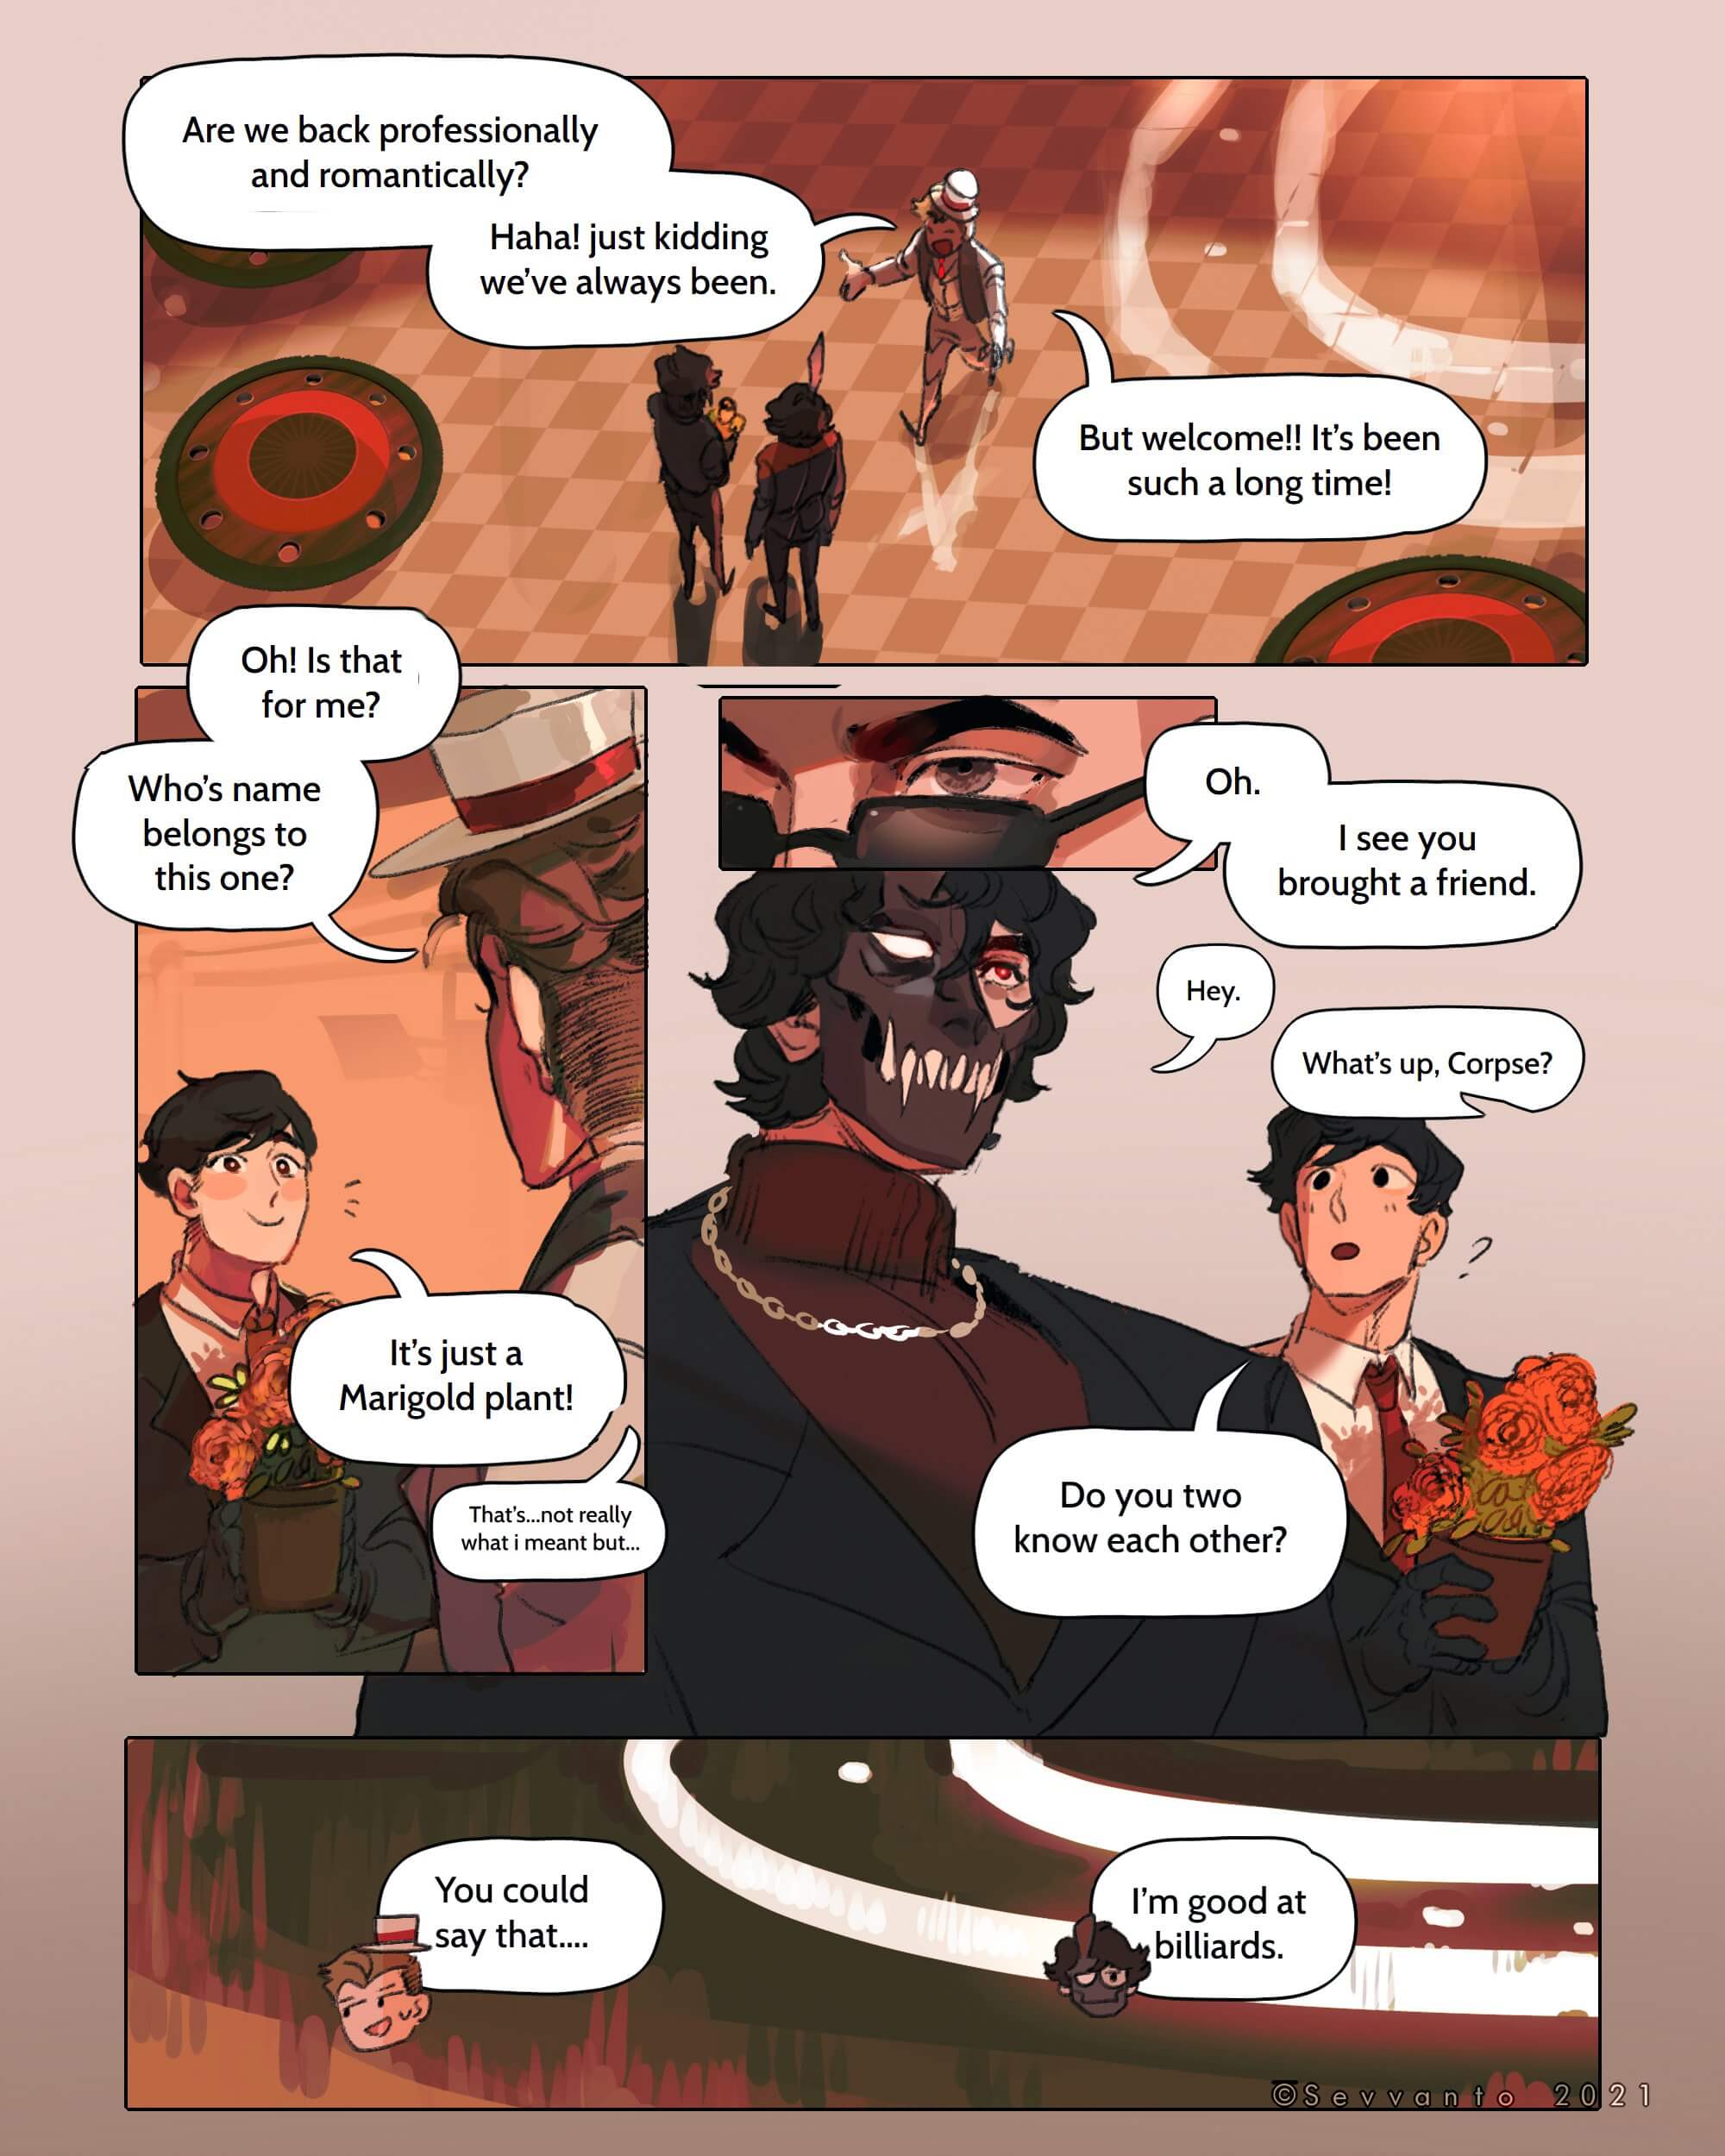 Are we back professionally
and romantically?
Haha! just kidding
we've always been.
But welcome!! It's been
such a long time!
Oh! Is that
for me?
Who's name
belongs to
this one?
It's just a
Marigold plant!
That's...not really
what i meant but...
Oh.
I see you
brought a friend.
Hey.
What's up, Corpse?
?
Do you two
know each other?
You could
say that....
I'm good at
billiards.
©Sevvanto 2021